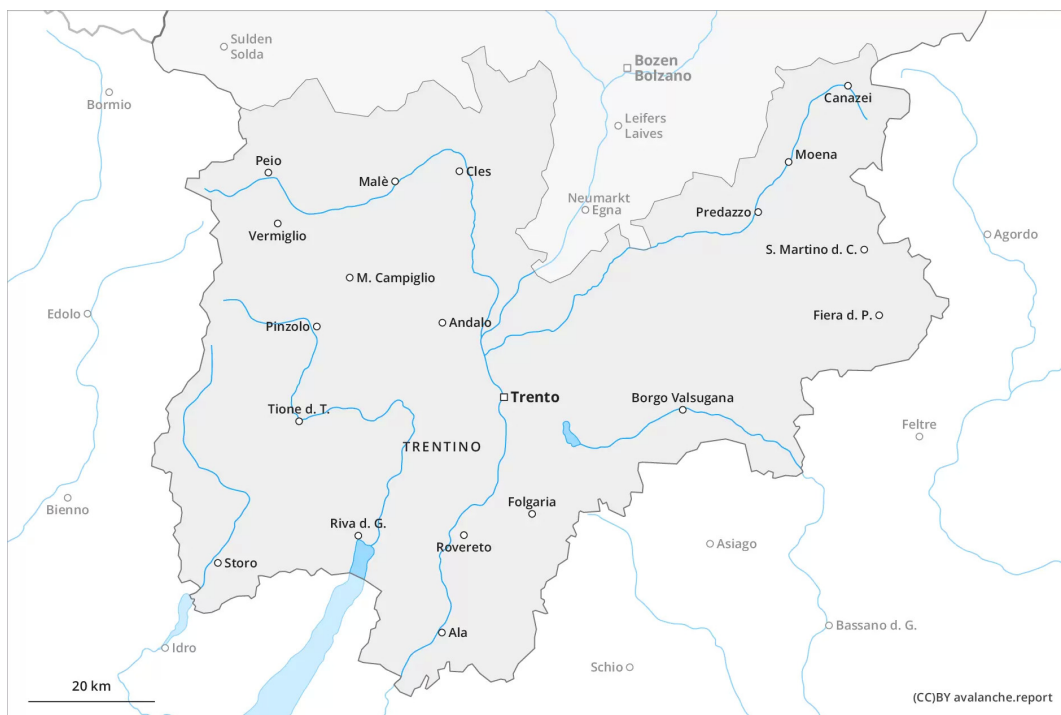 Sulden
Solda
Bozen
Bolzano
Bormio
Canazei
Leifers
Laives
Peio
Malè
Cles
Moena
Neumarkt
Egna
Predazzo
Vermiglio
Agordo
S. Martino d. C.
M. Campiglio
Edolo
Pinzolo
Andalo
Fiera d. P.
Trento
Borgo Valsugana
Tione d. T.
Feltre
TRENTINO
Bienno
Folgaria
Riva d. G.
Rovereto
Asiago
Storo
Ala
Bassano d. G.
Idro
Schio
20 km
(CC)BY avalanche.report